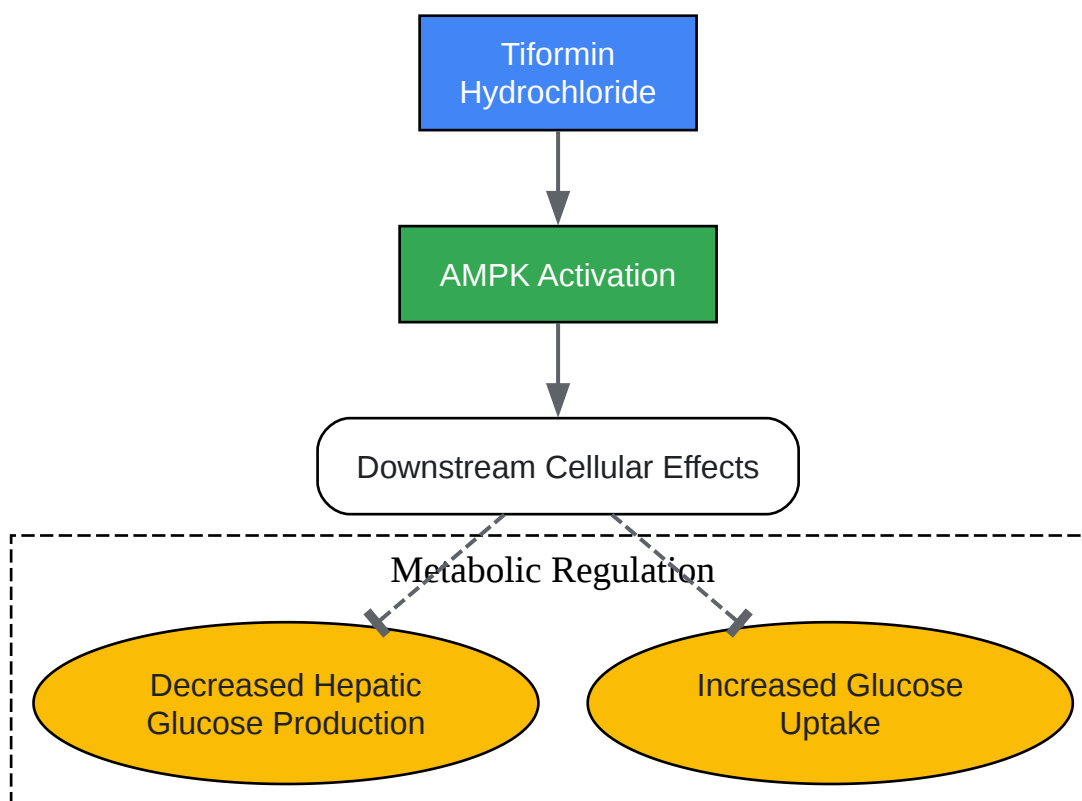 Tiformin
Hydrochloride
AMPK Activation
Downstream Cellular Effects
Metabolic Regulation
Decreased Hepatic
Glucose Production
Increased Glucose
Uptake